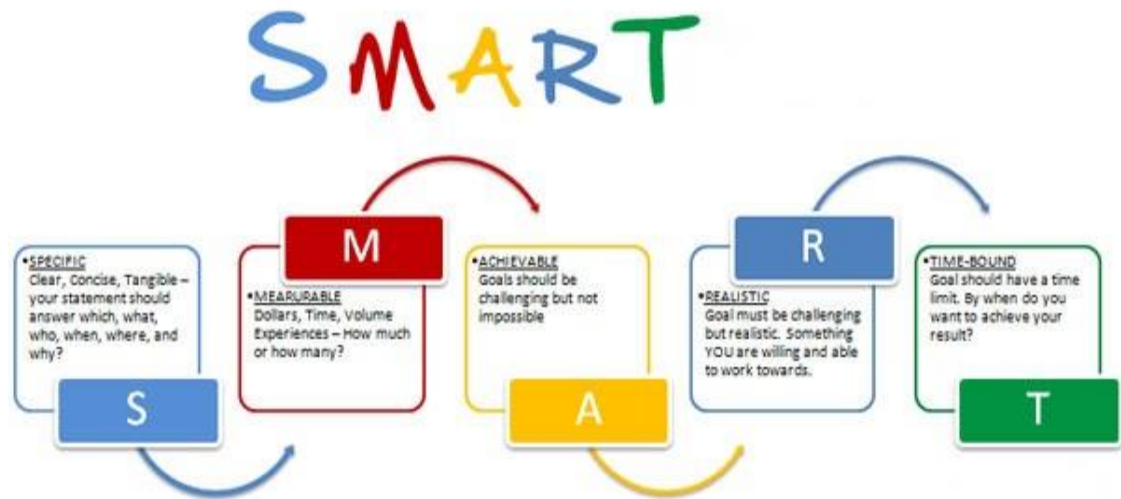 SMART
•SPECIFIC
Clear, Concise, Tangible –
your statement should
answer which, what,
who, when, where, and
why?
S
M
•MEARURABLE
Dollars, Time, Volume
Experiences – How much
or how many?
•ACHIEVABLE
Goals should be
challenging but not
impossible
A
R
•REALISTIC
Goal must be challenging
but realistic. Something
YOU are willing and able
to work towards.
•TIME-BOUND
Goal should have a time
limit. By when do you
want to achieve your
result?
T